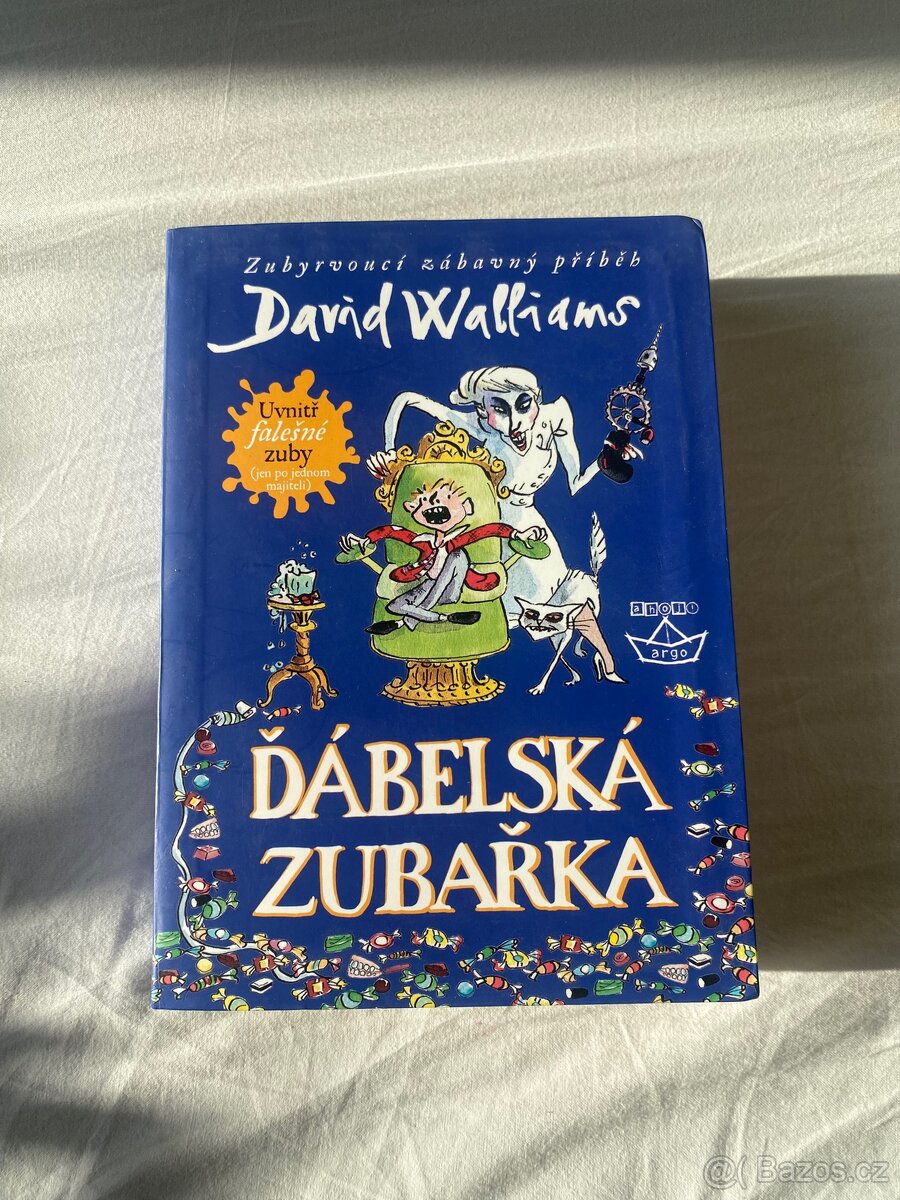 Zubyrvoucí zábavný příběh
David Walliams
Uvnitř
falešné
zuby
(jen po jednom
majiteli)
ahoj!
argo
ĎÁBELSKÁ
ZUBAŘKA
@( Bazos.cz